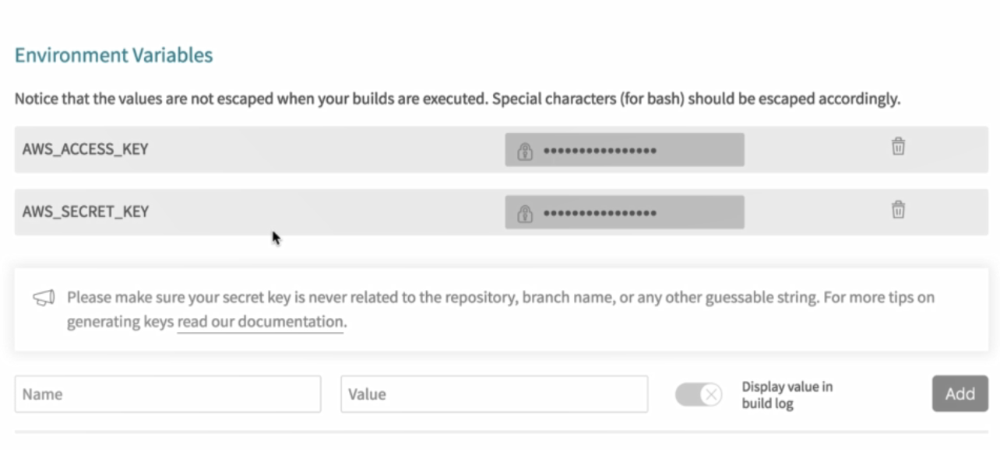 Environment Variables
Notice that the values are not escaped when your builds are executed. Special characters (for bash) should be escaped accordingly.
AWS_ACCESS_KEY ••••••••••••••••
AWS_SECRET_KEY ••••••••••••••••
Please make sure your secret key is never related to the repository, branch name, or any other guessable string. For more tips on
generating keys read our documentation.
Name Value Display value in
build log Add